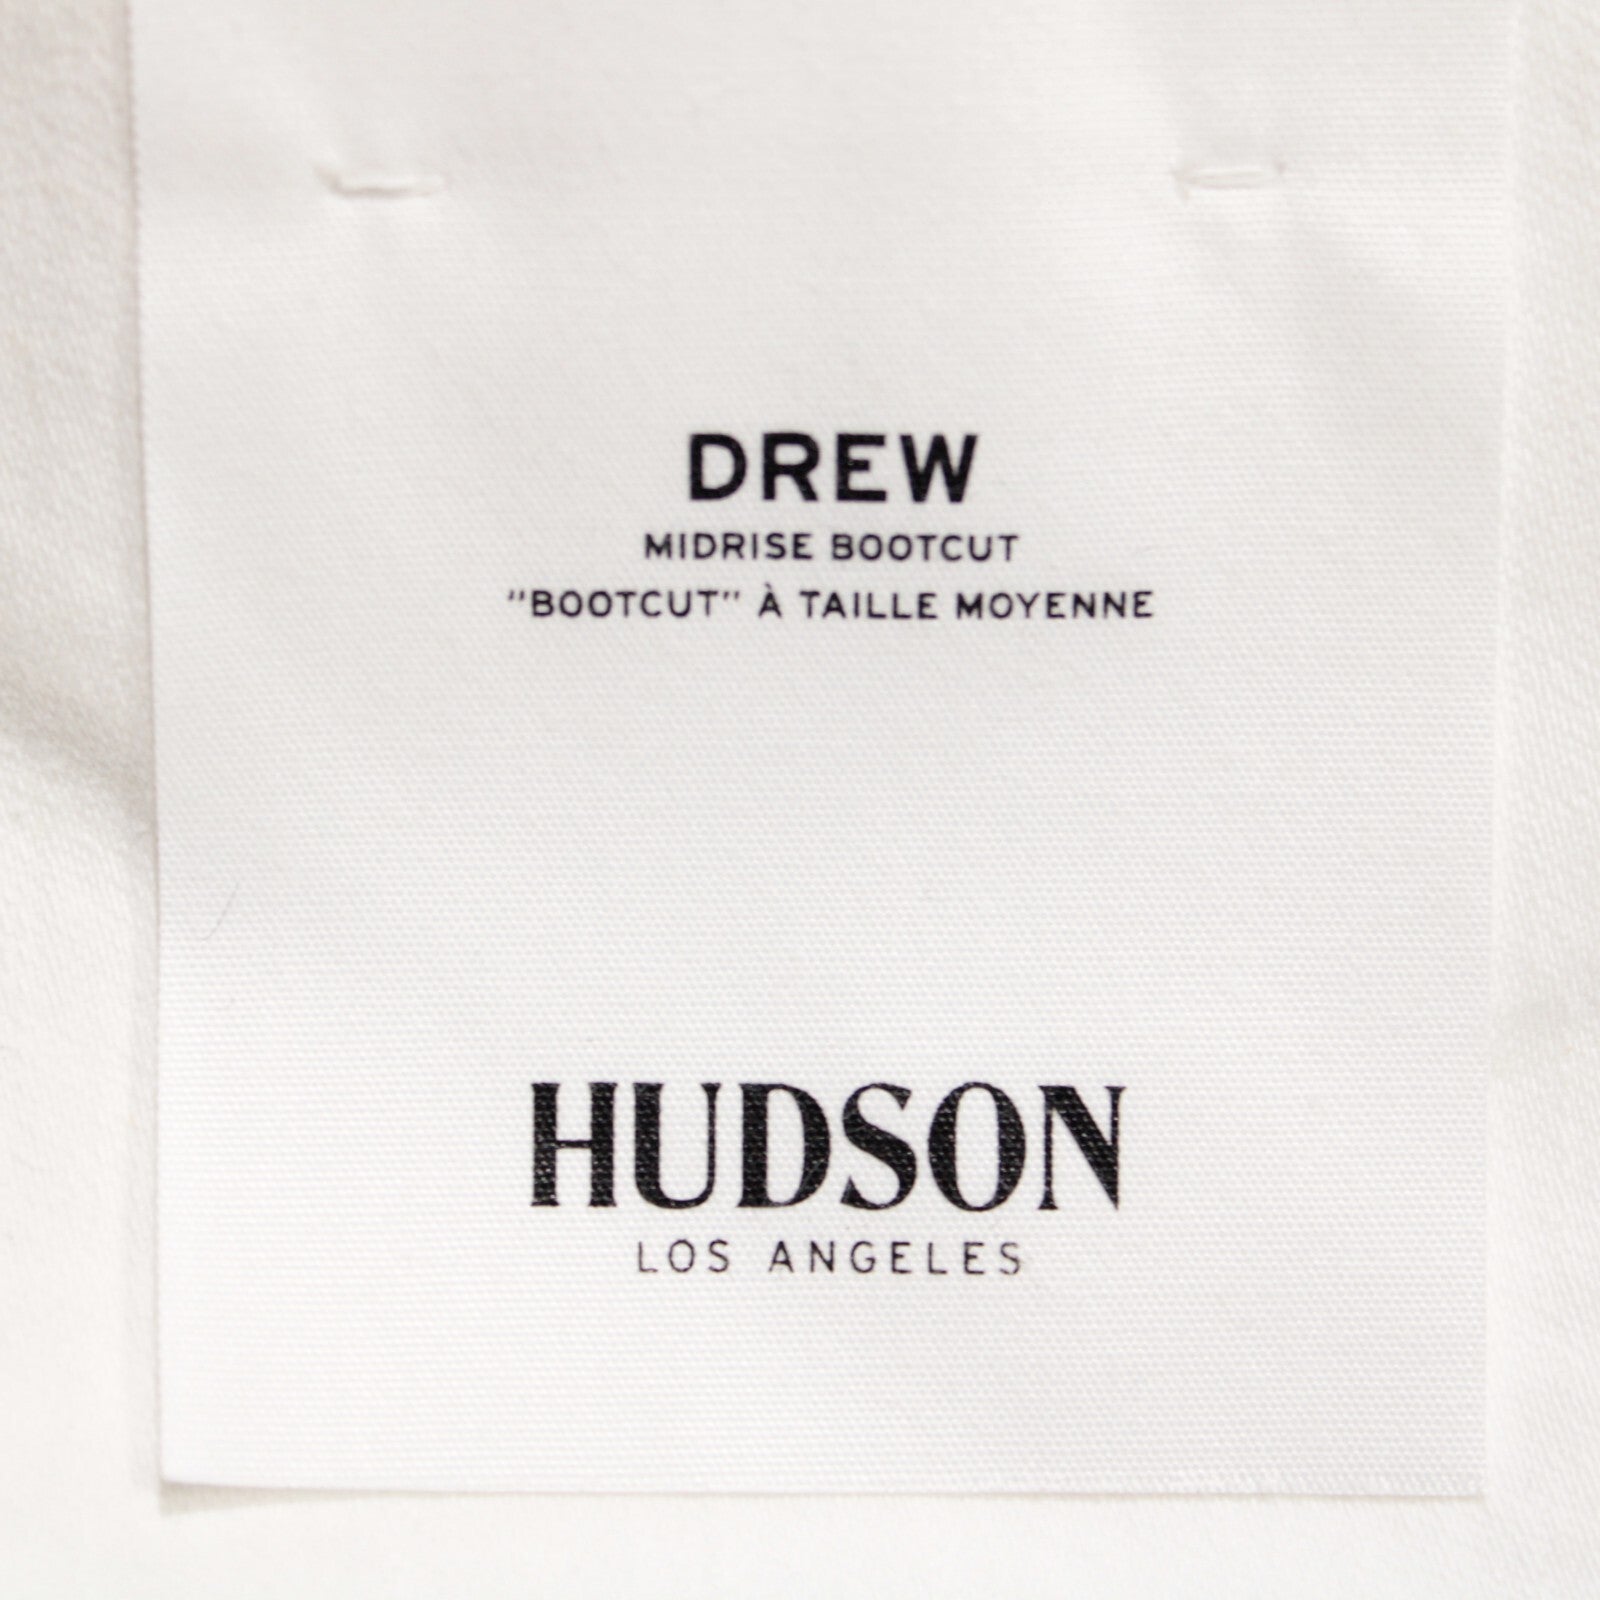 DREW
MIDRISE BOOTCUT
"BOOTCUT" À TAILLE MOYENNE
HUDSON
LOS ANGELES